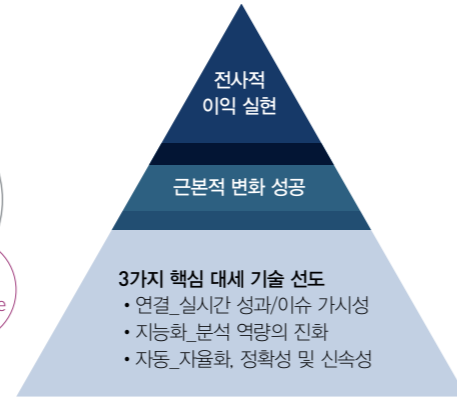 전사적
이익 실현
근본적 변화 성공
3가지 핵심 대세 기술 선도
• 연결_실시간 성과/이슈 가시성
• 지능화_분석 역량의 진화
• 자동_자율화, 정확성 및 신속성